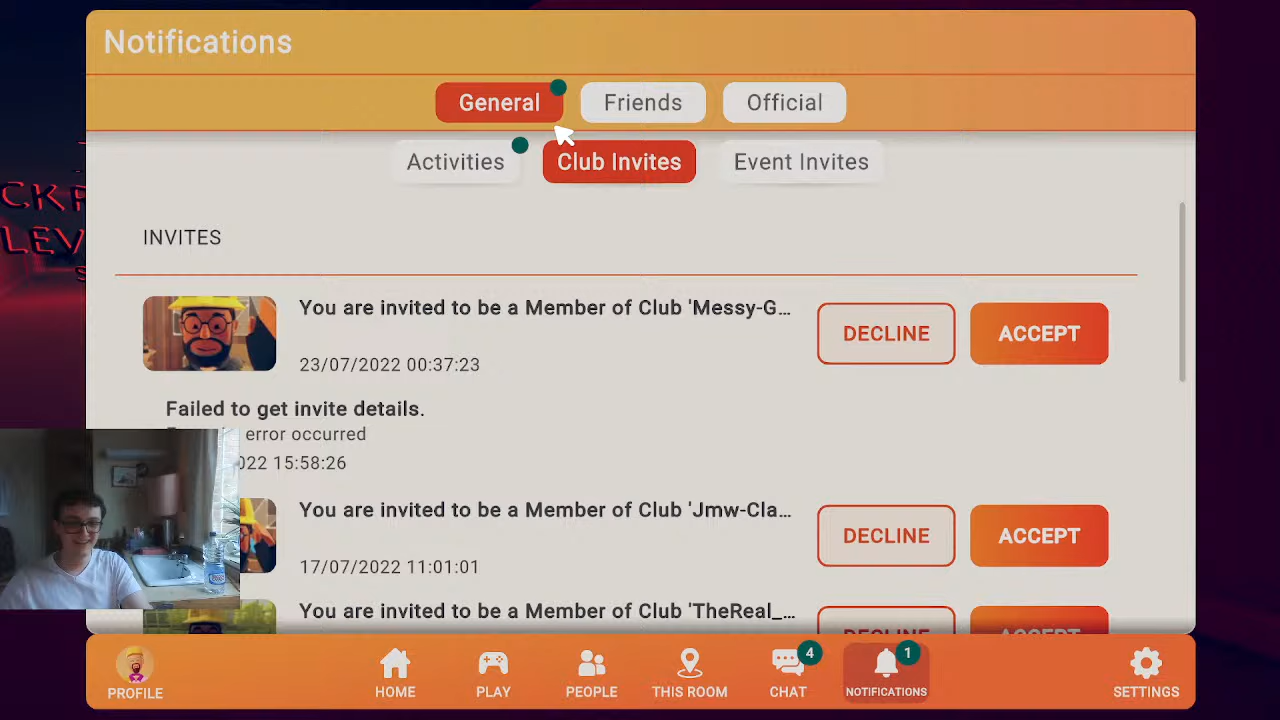 Notifications
General
Friends
Official
Activities
Club Invites
Event Invites
INVITES
You are invited to be a Member of Club 'Messy-G...
DECLINE
ACCEPT
23/07/2022 00:37:23
Failed to get invite details.
error occurred
022 15:58:26
You are invited to be a Member of Club 'Jmw-Cla...
DECLINE
ACCEPT
17/07/2022 11:01:01
You are invited to be a Member of Club 'TheReal_...
DECLINE
ACCEPT
PROFILE
HOME
PLAY
PEOPLE
THIS ROOM
4
CHAT
1
NOTIFICATIONS
SETTINGS